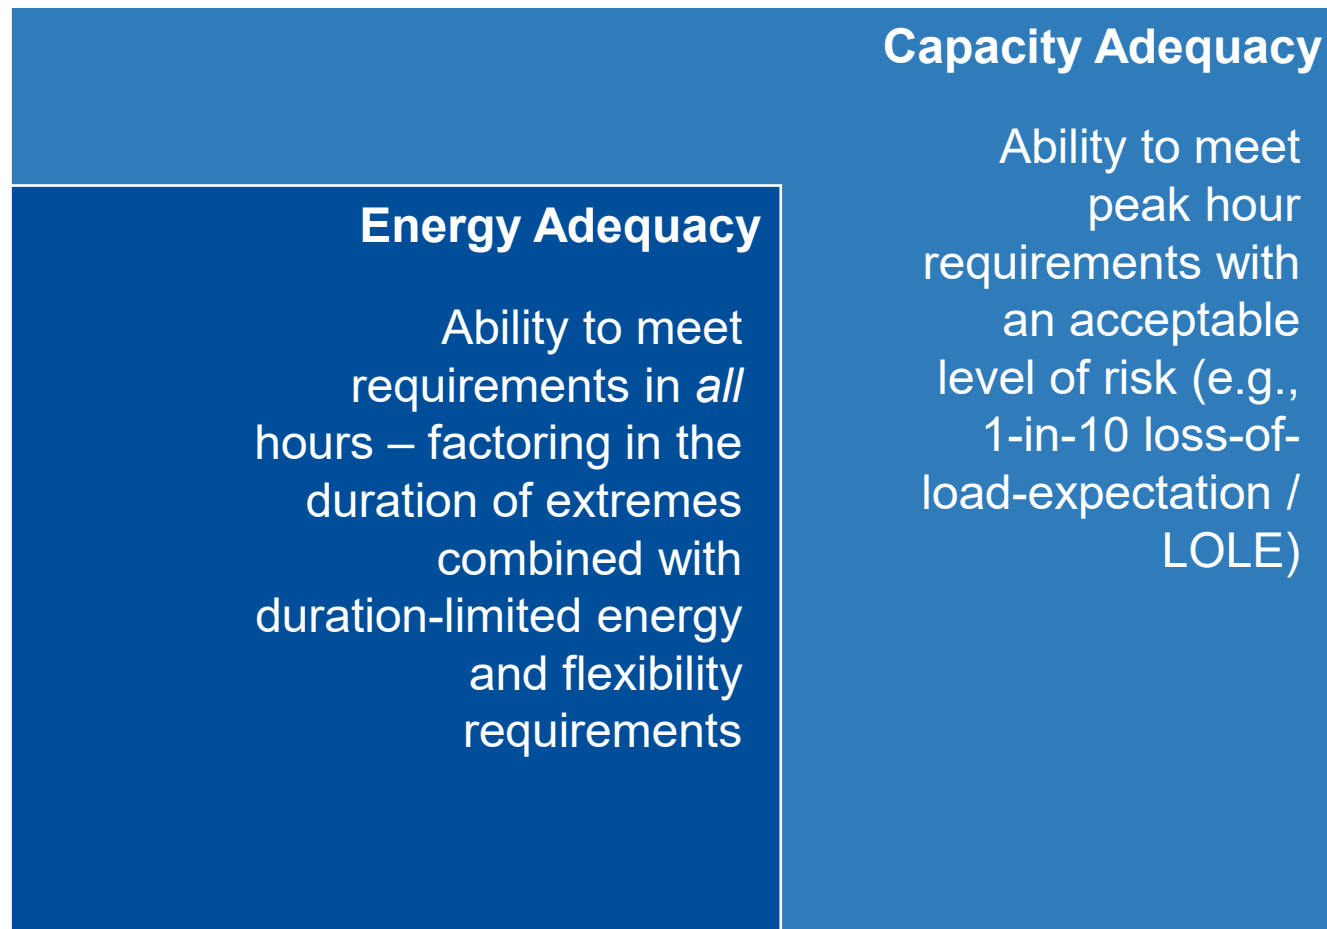 Capacity Adequacy
Ability to meet
peak hour
requirements with
an acceptable
level of risk (e.g.,
1-in-10 loss-of-
load-expectation /
LOLE)
Energy Adequacy
Ability to meet
requirements in all
hours – factoring in the
duration of extremes
combined with
duration-limited energy
and flexibility
requirements